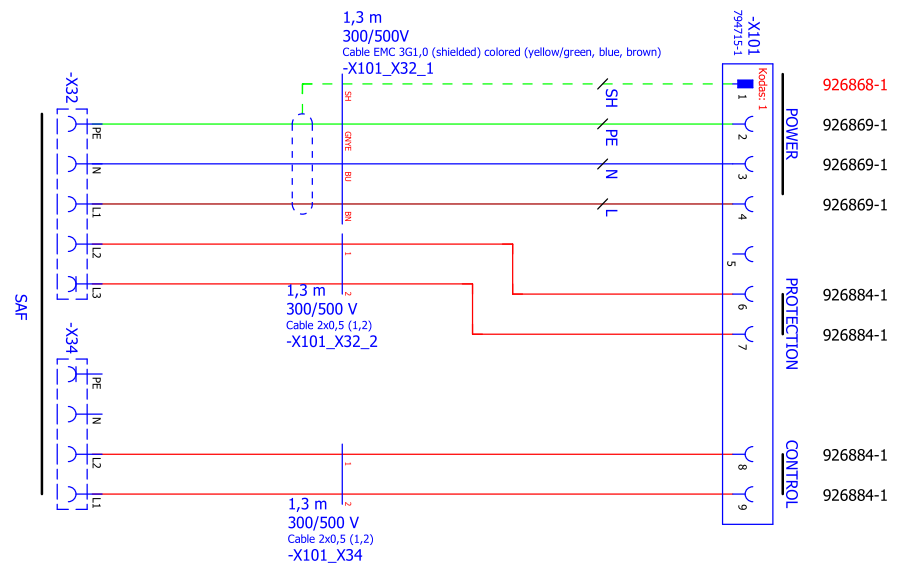 1,3 m
300/500V
Cable EMC 3G1,0 (shielded) colored (yellow/green, blue, brown)
-X101_X32_1
-X101
794715-1
Kodas: 1
-X32
SAF
PE
N
L1
L2
L3
SH
GNYE
BU
BN
1
2
SH
PE
N
L
1
2
3
4
5
6
7
8
9
POWER
PROTECTION
CONTROL
926868-1
926869-1
926869-1
926869-1
926884-1
926884-1
926884-1
926884-1
1,3 m
300/500 V
Cable 2x0,5 (1,2)
-X101_X32_2
-X34
PE
N
L2
L1
1
2
1,3 m
300/500 V
Cable 2x0,5 (1,2)
-X101_X34